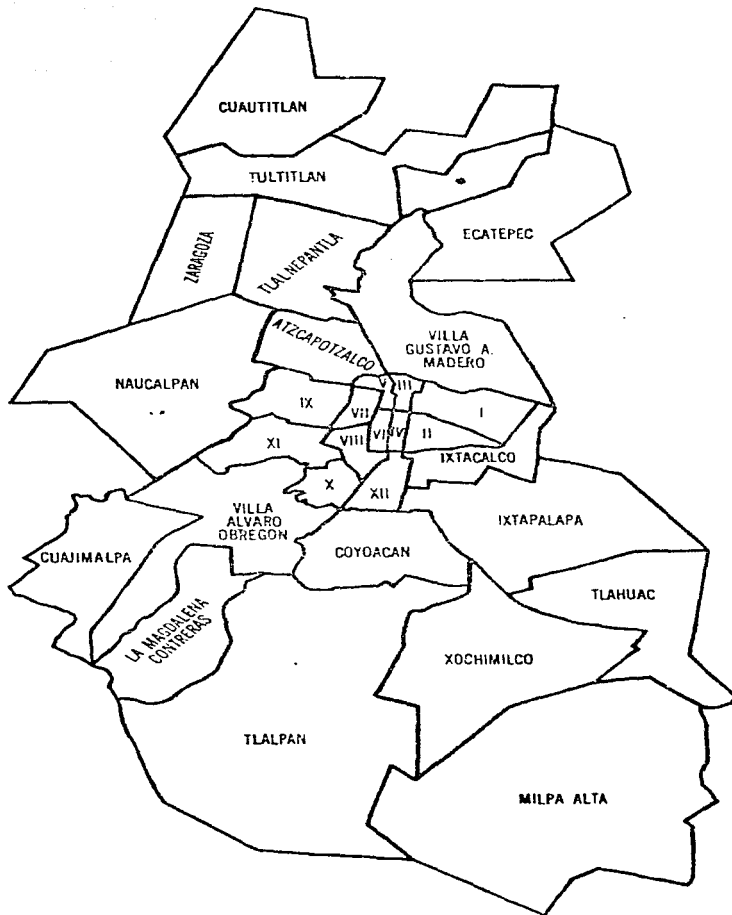 CUAUTITLAN
TULTITLAN
ECATEPEC
ZARAGOZA
TLALNEPANTLA
ATZCAPOTZALCO
VILLA
GUSTAVO A.
MADERO
NAUCALPAN
III
IX
VII
I
XI
VIII
VI
IV
II
IXTACALCO
X
XII
VILLA
ALVARO
OBREGON
IXTAPALAPA
CUAJIMALPA
COYOACAN
TLAHUAC
LA MAGDALENA
CONTRERAS
XOCHIMILCO
TLALPAN
MILPA ALTA